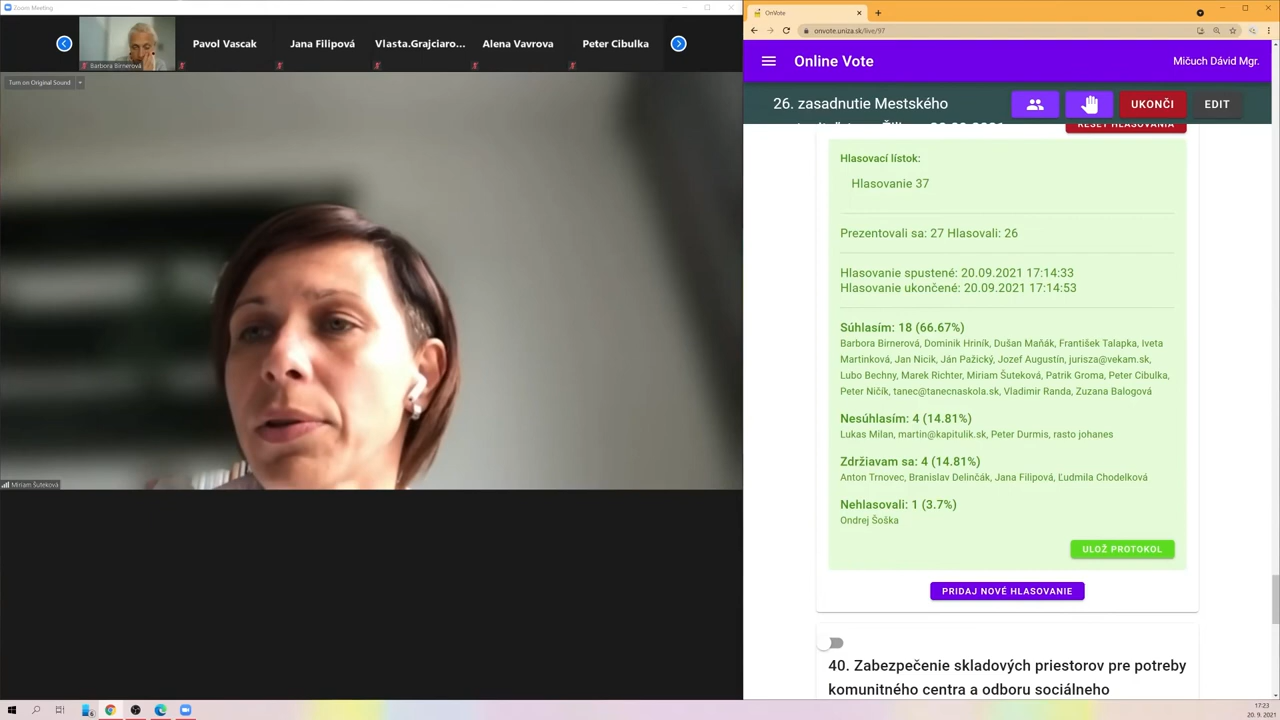 Zoom Meeting
Barbora Birnerová
Pavol Vascak
Jana Filipová
Vlasta.Grajciaro...
Alena Vavrova
Peter Cibulka
Turn on Original Sound
Miriam Šuteková
OnVote
onvote.uniza.sk/live/97
Online Vote
Mičuch Dávid Mgr.
26. zasadnutie Mestského
UKONČI
EDIT
RESET HLASOVANIA
Hlasovací lístok:
Hlasovanie 37
Prezentovali sa: 27 Hlasovali: 26
Hlasovanie spustené: 20.09.2021 17:14:33
Hlasovanie ukončené: 20.09.2021 17:14:53
Súhlasím: 18 (66.67%)
Barbora Birnerová, Dominik Hriník, Dušan Maňák, František Talapka, Iveta
Martinková, Jan Nicik, Ján Pažický, Jozef Augustín, jurisza@vekam.sk,
Lubo Bechny, Marek Richter, Miriam Šuteková, Patrik Groma, Peter Cibulka,
Peter Ničík, tanec@tanecnaskola.sk, Vladimir Randa, Zuzana Balogová
Nesúhlasím: 4 (14.81%)
Lukas Milan, martin@kapitulik.sk, Peter Durmis, rasto johanes
Zdržiavam sa: 4 (14.81%)
Anton Trnovec, Branislav Delinčák, Jana Filipová, Ľudmila Chodelková
Nehlasovali: 1 (3.7%)
Ondrej Šoška
ULOŽ PROTOKOL
PRIDAJ NOVÉ HLASOVANIE
40. Zabezpečenie skladových priestorov pre potreby
komunitného centra a odboru sociálneho
17:23
20. 9. 2021